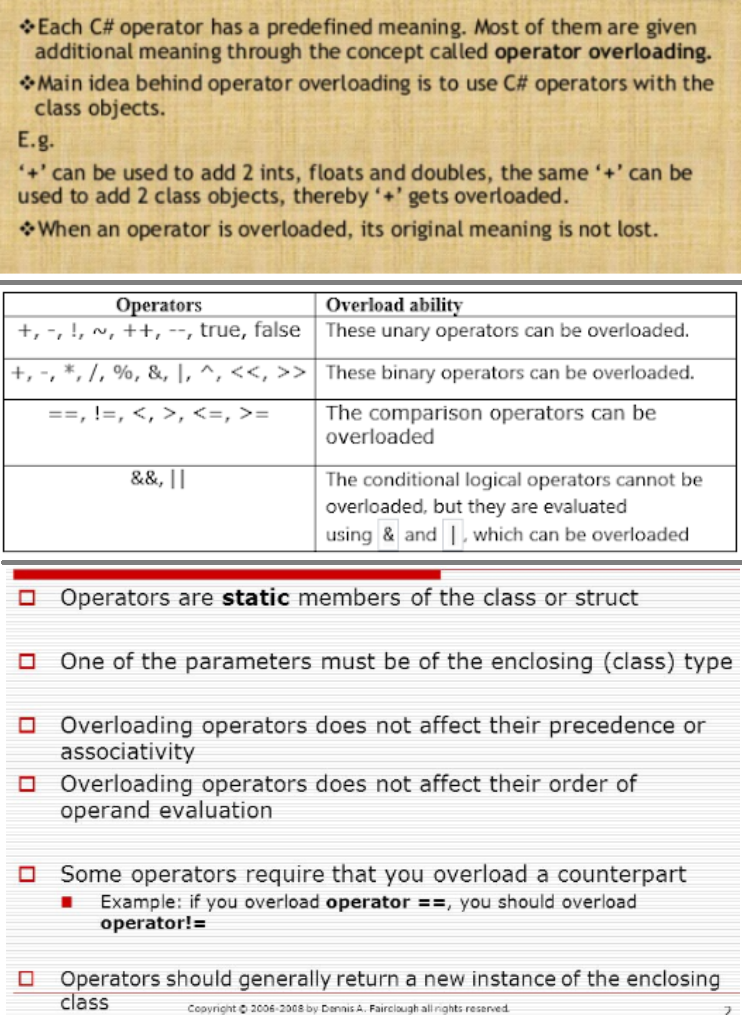 ❖Each C# operator has a predefined meaning. Most of them are given
additional meaning through the concept called operator overloading.
❖Main idea behind operator overloading is to use C# operators with the
class objects.
E.g.
‘+’ can be used to add 2 ints, floats and doubles, the same ‘+’ can be
used to add 2 class objects, thereby ‘+’ gets overloaded.
❖When an operator is overloaded, its original meaning is not lost.
Operators Overload ability
+, -, !, ~, ++, --, true, false These unary operators can be overloaded.
+, -, *, /, %, &, |, ^, <<, >> These binary operators can be overloaded.
==, !=, <, >, <=, >= The comparison operators can be
overloaded
&&, || The conditional logical operators cannot be
overloaded, but they are evaluated
using & and |, which can be overloaded
Operators are static members of the class or struct
One of the parameters must be of the enclosing (class) type
Overloading operators does not affect their precedence or
associativity
Overloading operators does not affect their order of
operand evaluation
Some operators require that you overload a counterpart
Example: if you overload operator ==, you should overload
operator!=
Operators should generally return a new instance of the enclosing
class
Copyright © 2006-2008 by Dennis A. Fairclough all rights reserved.
2